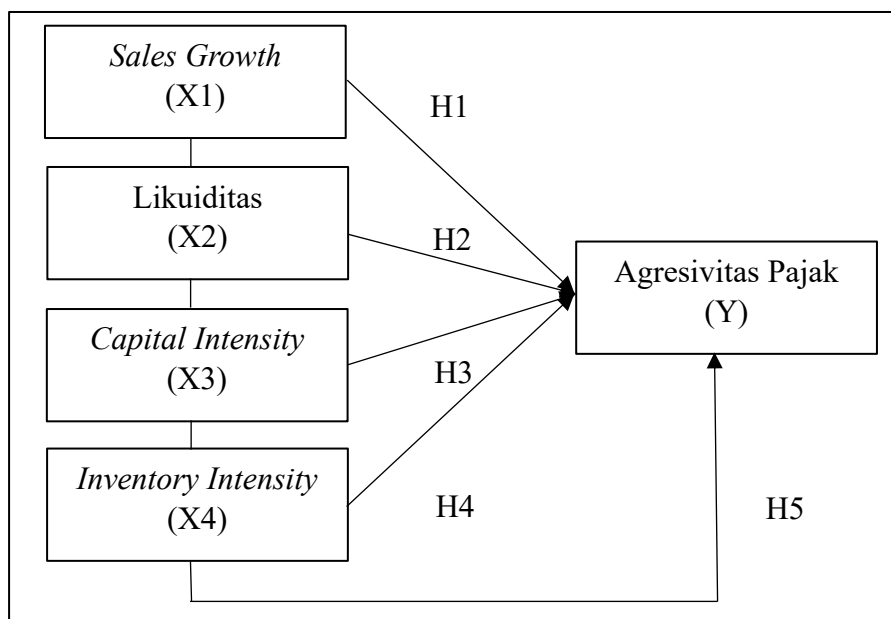 Sales Growth
(X1)
H1
Likuiditas
(X2)
H2
Agresivitas Pajak
(Y)
Capital Intensity
(X3)
H3
Inventory Intensity
(X4)
H4
H5